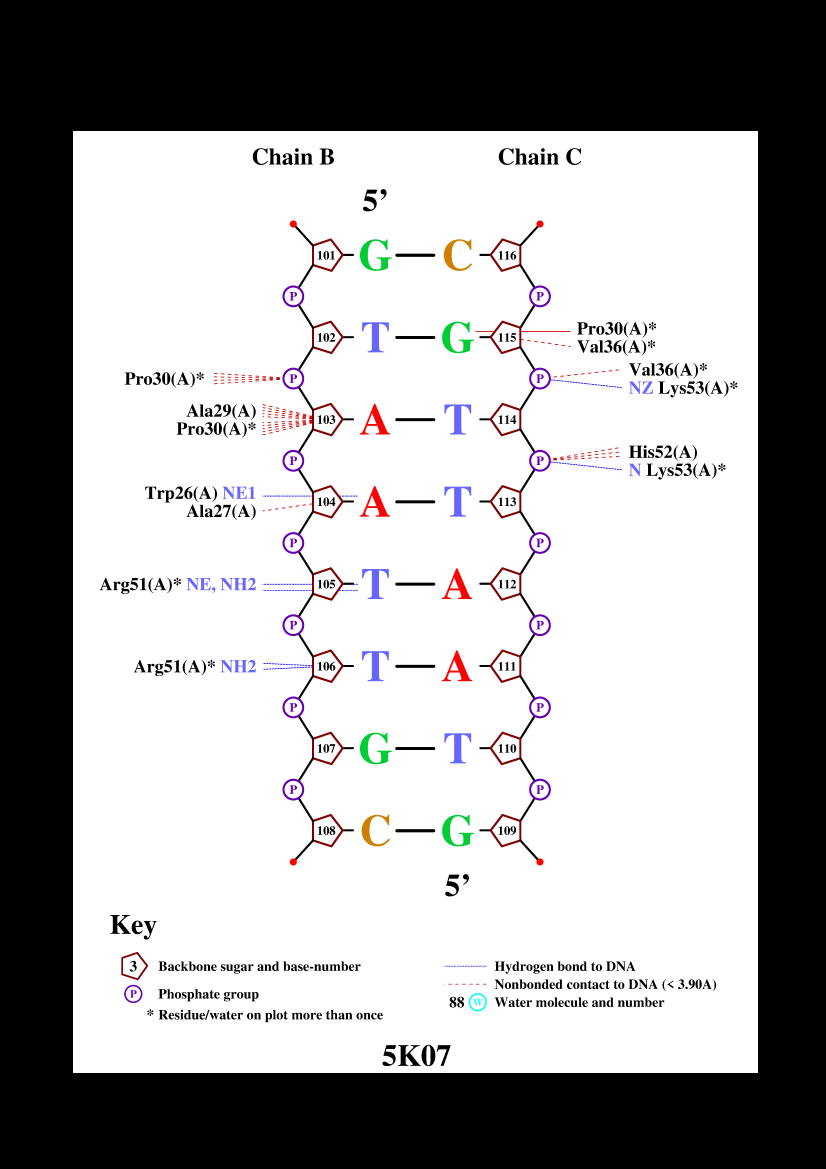 Chain B Chain C
5’
101 G C 116
P P
102 T G 115 Pro30(A)*
Val36(A)*
Pro30(A)* P P Val36(A)*
NZ Lys53(A)*
Ala29(A)
Pro30(A)* 103 A T 114
P P His52(A)
N Lys53(A)*
Trp26(A) NE1
Ala27(A) 104 A T 113
P P
Arg51(A)* NE, NH2 105 T A 112
P P
Arg51(A)* NH2 106 T A 111
P P
107 G T 110
P P
108 C G 109
5’
Key
3 Backbone sugar and base-number
P Phosphate group
* Residue/water on plot more than once
Hydrogen bond to DNA
Nonbonded contact to DNA (< 3.90A)
88 W Water molecule and number
5K07